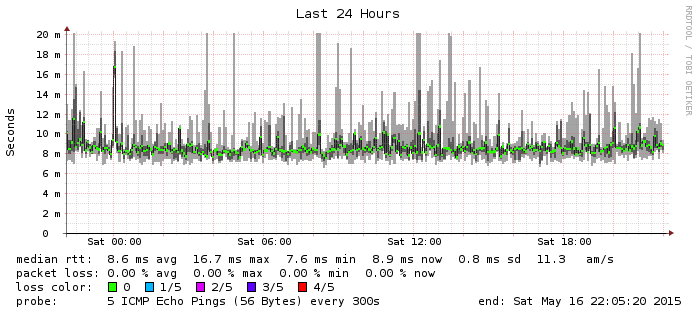 Last 24 Hours
RRDTOOL / TOBI OETIKER
Seconds
20 m
18 m
16 m
14 m
12 m
10 m
8 m
6 m
4 m
2 m
0
Sat 00:00 Sat 06:00 Sat 12:00 Sat 18:00
median rtt: 8.6 ms avg 16.7 ms max 7.6 ms min 8.9 ms now 0.8 ms sd 11.3 am/s
packet loss: 0.00 % avg 0.00 % max 0.00 % min 0.00 % now
loss color: 0 1/5 2/5 3/5 4/5
probe: 5 ICMP Echo Pings (56 Bytes) every 300s end: Sat May 16 22:05:20 2015